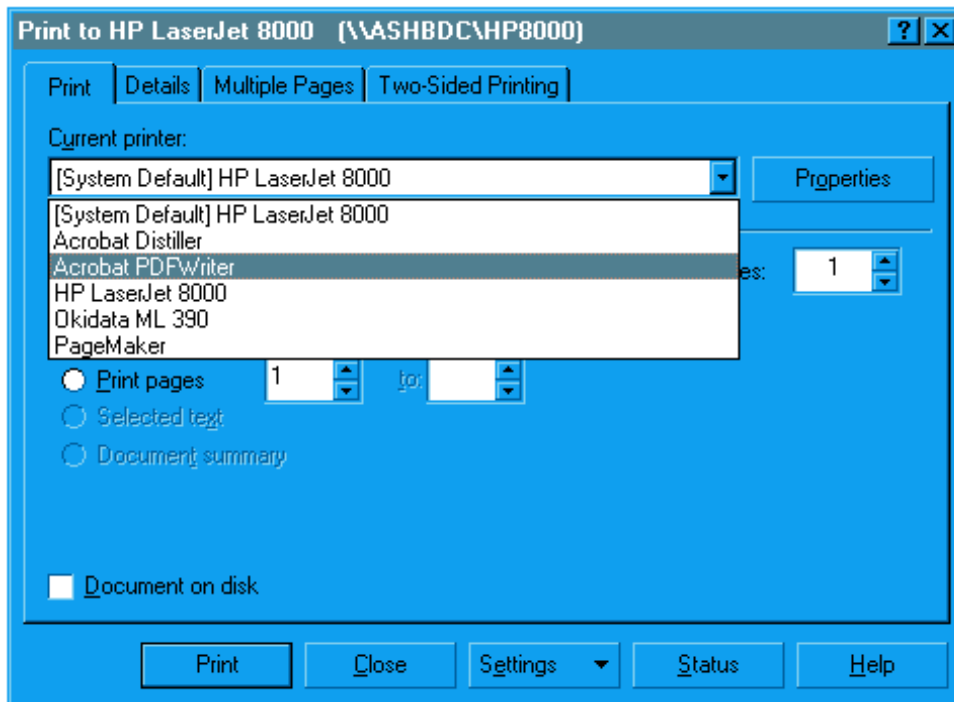 Print to HP LaserJet 8000 (\\ASHBDC\HP8000) ? X
Print Details Multiple Pages Two-Sided Printing
Current printer:
[System Default] HP LaserJet 8000 Properties
[System Default] HP LaserJet 8000
Acrobat Distiller
Acrobat PDFWriter
es: 1
HP LaserJet 8000
Okidata ML 390
PageMaker
Print pages 1 to:
Selected text
Document summary
Document on disk
Print Close Settings Status Help